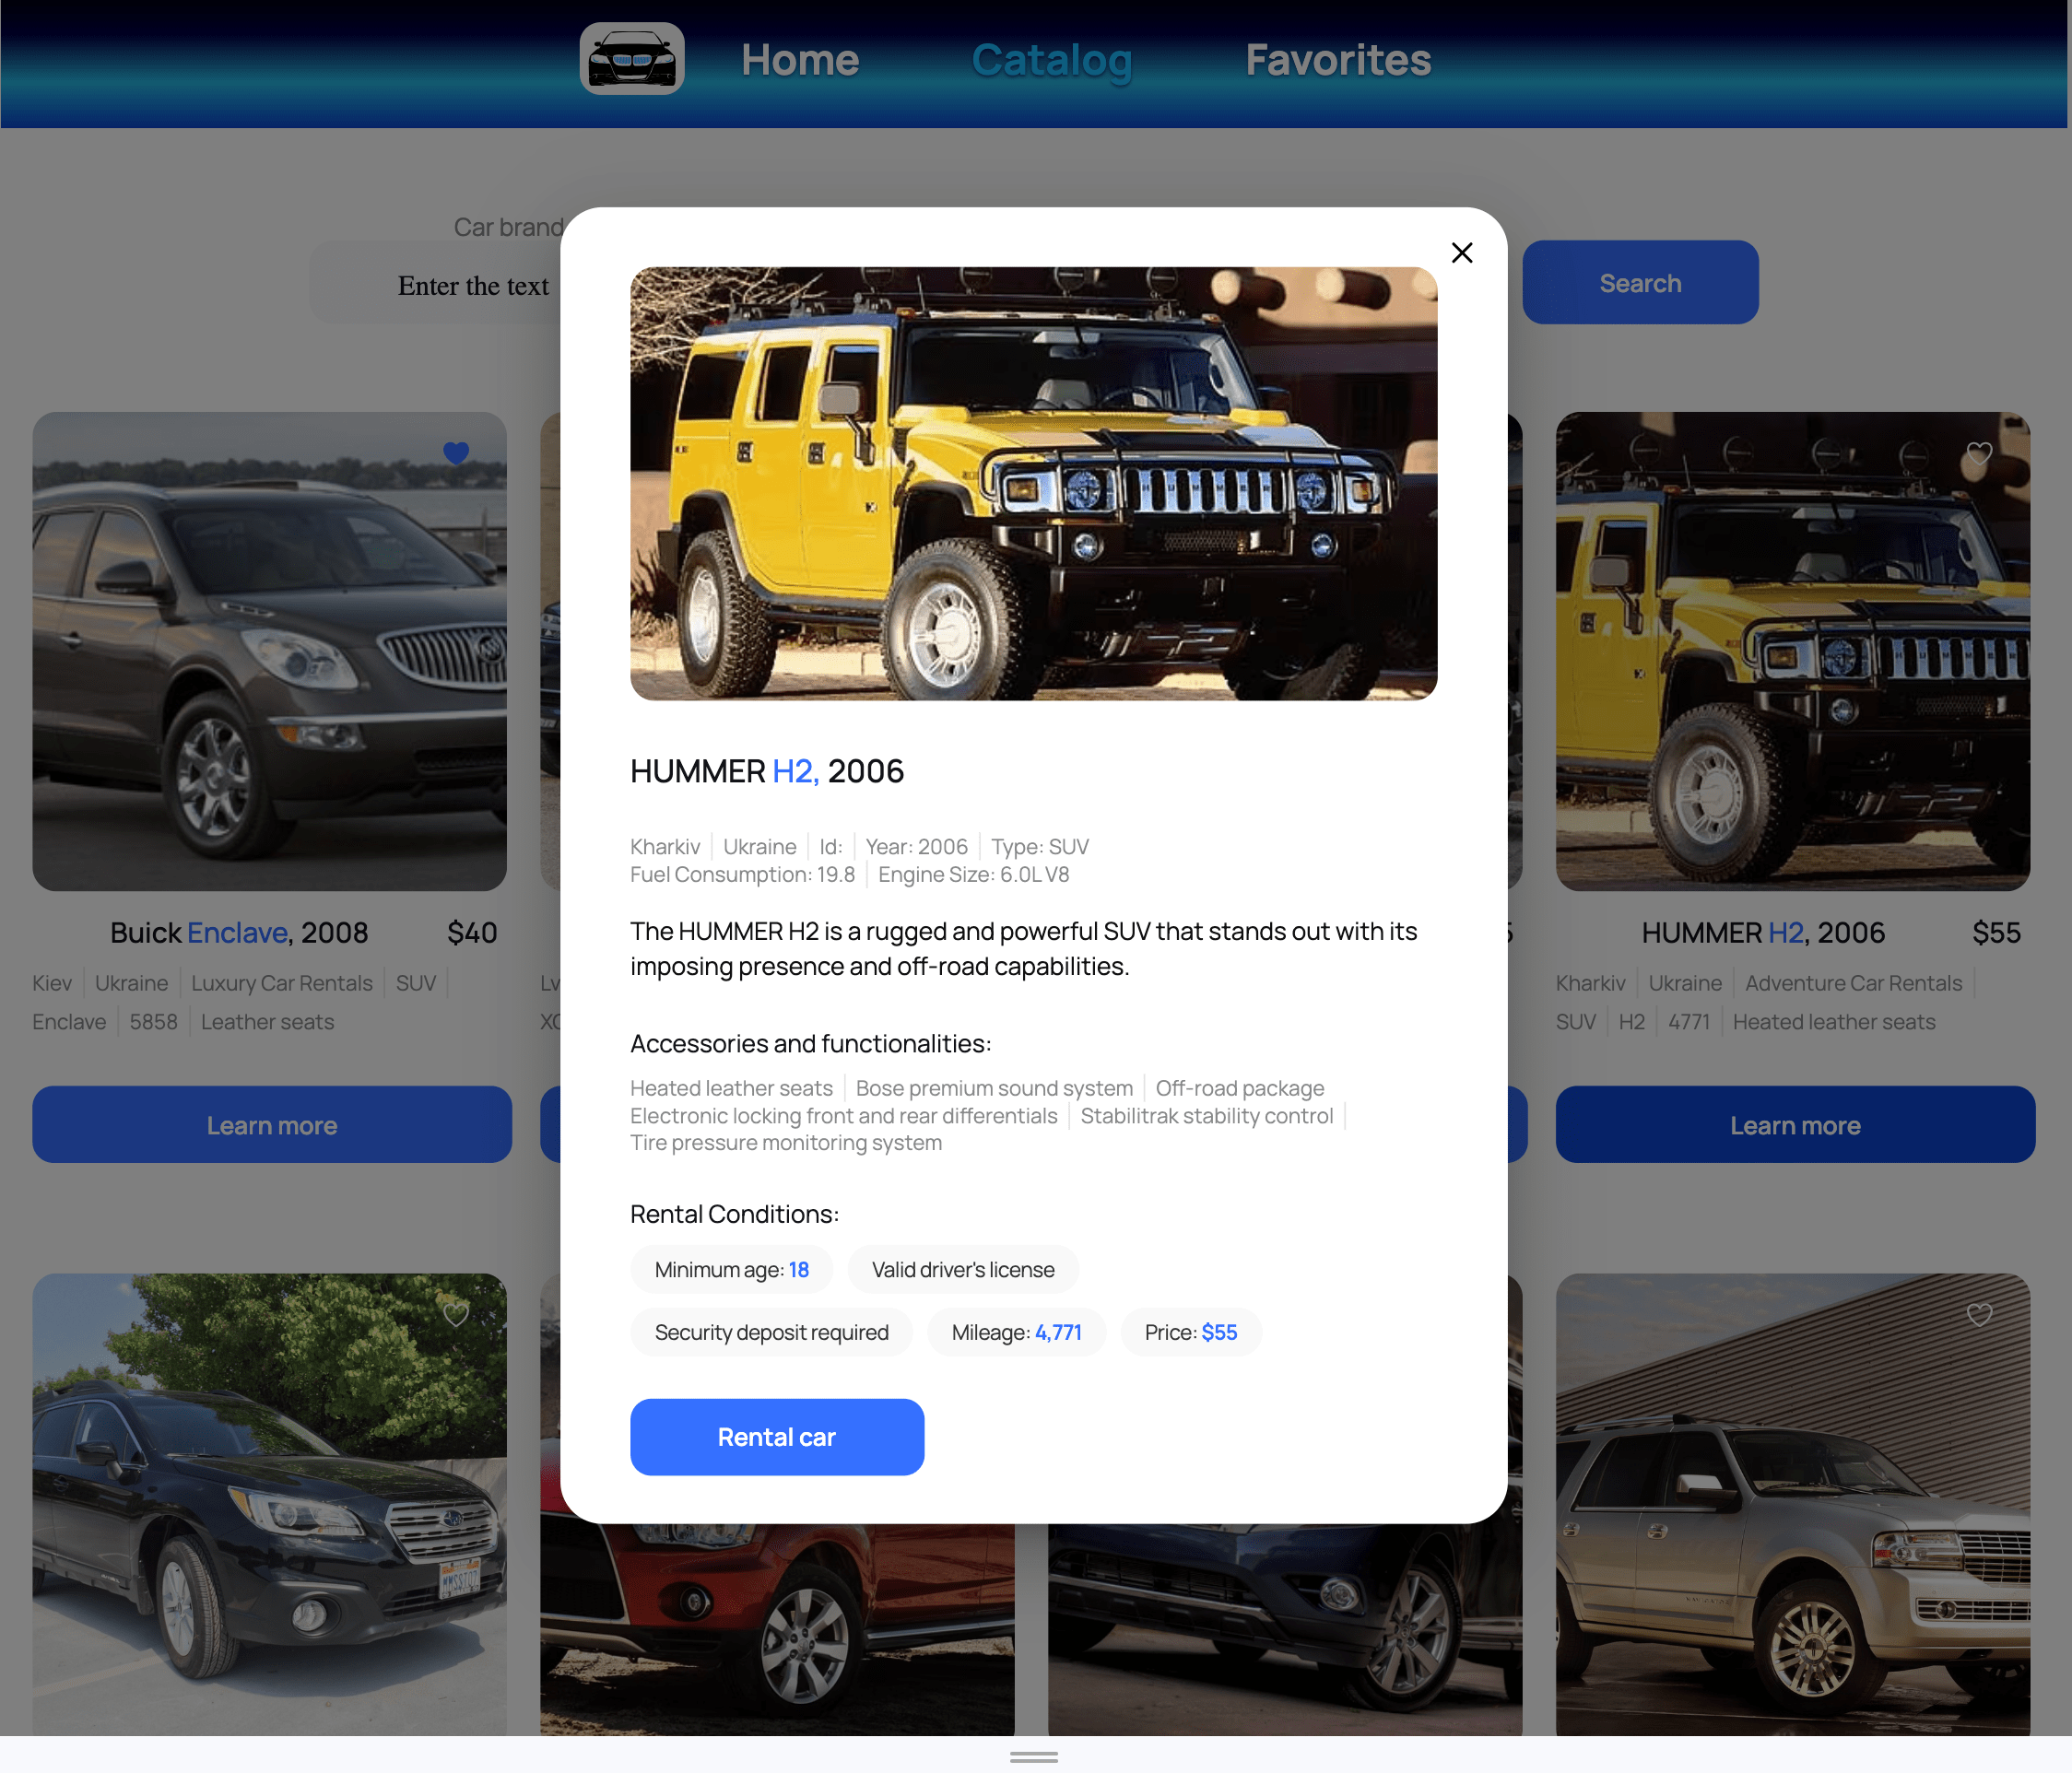 Home Catalog Favorites
Car brand
Enter the text
Search
HUMMER H2, 2006
Kharkiv Ukraine Id: Year: 2006 Type: SUV
Fuel Consumption: 19.8 Engine Size: 6.0L V8
The HUMMER H2 is a rugged and powerful SUV that stands out with its
imposing presence and off-road capabilities.
Accessories and functionalities:
Heated leather seats Bose premium sound system Off-road package
Electronic locking front and rear differentials Stabilitrak stability control
Tire pressure monitoring system
Rental Conditions:
Minimum age: 18 Valid driver's license
Security deposit required Mileage: 4,771 Price: $55
Rental car
Buick Enclave, 2008 $40
Kiev Ukraine Luxury Car Rentals SUV
Enclave 5858 Leather seats
Learn more
Lv
XC
5
HUMMER H2, 2006 $55
Kharkiv Ukraine Adventure Car Rentals
SUV H2 4771 Heated leather seats
Learn more
HUMMER